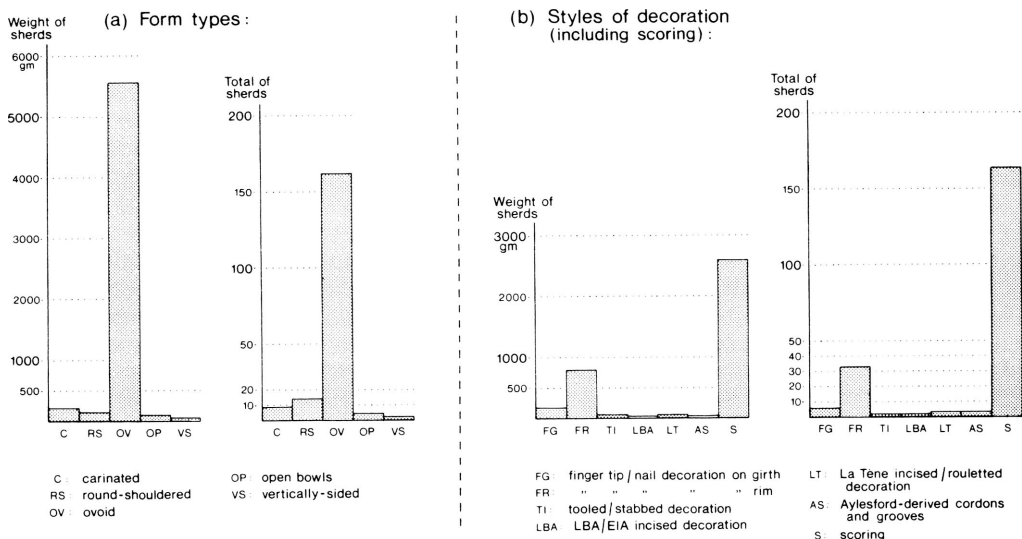 (a) Form types:
Weight of
sherds
6000
gm
5000
4000
3000
2000
1000
500
C RS OV OP VS
Total of
sherds
200
150
100
50
20
10
C RS OV OP VS
C: carinated
RS: round-shouldered
OV: ovoid
OP: open bowls
VS: vertically-sided
(b) Styles of decoration
(including scoring):
Weight of
sherds
3000
gm
2000
1000
500
FG FR TI LBA LT AS S
Total of
sherds
200
150
100
50
40
30
20
10
FG FR TI LBA LT AS S
FG: finger tip/nail decoration on girth
FR: " " " " " rim
TI: tooled/stabbed decoration
LBA: LBA/EIA incised decoration
LT: La Tène incised/rouletted
decoration
AS: Aylesford-derived cordons
and grooves
S: scoring